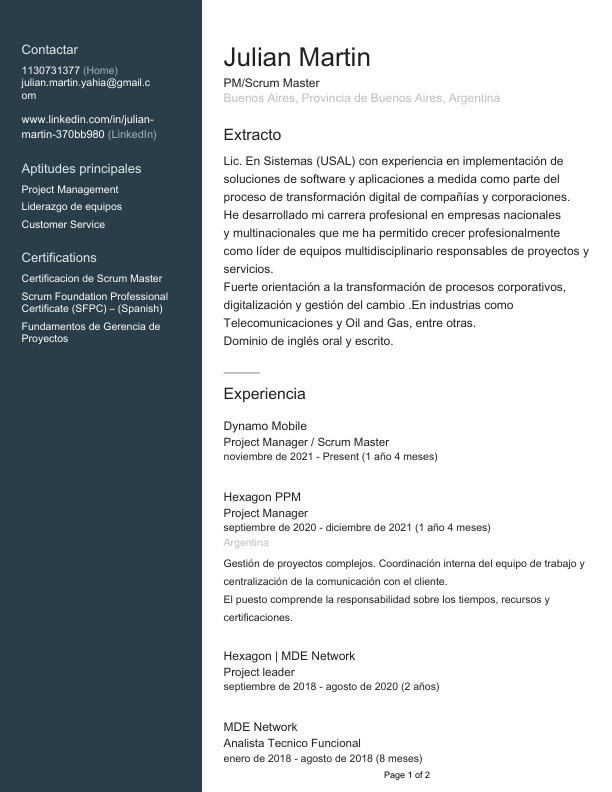 Contactar
1130731377 (Home)
julian.martin.yahia@gmail.c
om
www.linkedin.com/in/julian-
martin-370bb980 (LinkedIn)
Aptitudes principales
Project Management
Liderazgo de equipos
Customer Service
Certifications
Certificacion de Scrum Master
Scrum Foundation Professional
Certificate (SFPC) – (Spanish)
Fundamentos de Gerencia de
Proyectos
Julian Martin
PM/Scrum Master
Buenos Aires, Provincia de Buenos Aires, Argentina
Extracto
Lic. En Sistemas (USAL) con experiencia en implementación de
soluciones de software y aplicaciones a medida como parte del
proceso de transformación digital de compañías y corporaciones.
He desarrollado mi carrera profesional en empresas nacionales
y multinacionales que me ha permitido crecer profesionalmente
como líder de equipos multidisciplinario responsables de proyectos y
servicios.
Fuerte orientación a la transformación de procesos corporativos,
digitalización y gestión del cambio .En industrias como
Telecomunicaciones y Oil and Gas, entre otras.
Dominio de inglés oral y escrito.
Experiencia
Dynamo Mobile
Project Manager / Scrum Master
noviembre de 2021 - Present (1 año 4 meses)
Hexagon PPM
Project Manager
septiembre de 2020 - diciembre de 2021 (1 año 4 meses)
Argentina
Gestión de proyectos complejos. Coordinación interna del equipo de trabajo y
centralización de la comunicación con el cliente.
El puesto comprende la responsabilidad sobre los tiempos, recursos y
certificaciones.
Hexagon | MDE Network
Project leader
septiembre de 2018 - agosto de 2020 (2 años)
MDE Network
Analista Tecnico Funcional
enero de 2018 - agosto de 2018 (8 meses)
Page 1 of 2